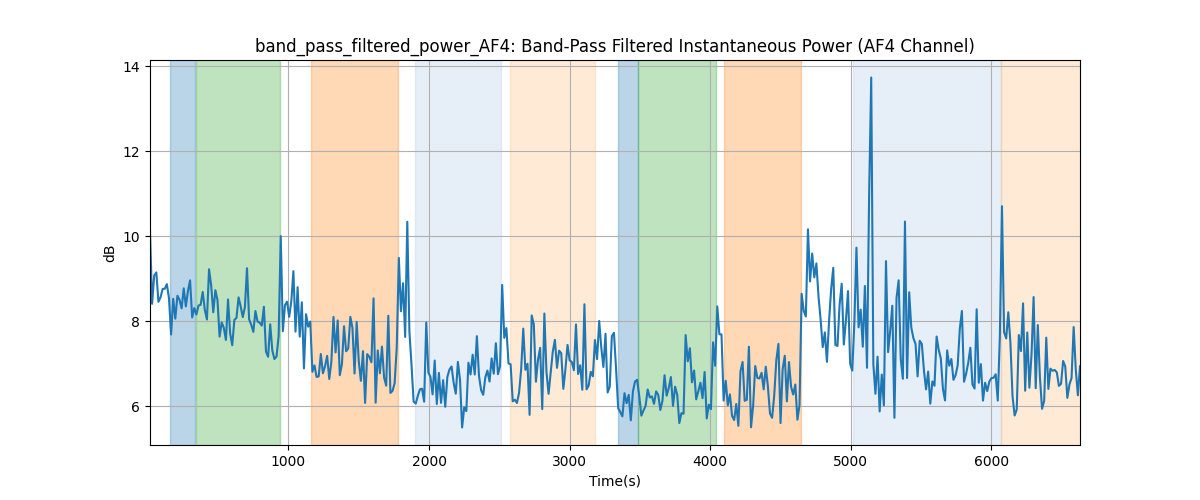 band_pass_filtered_power_AF4: Band-Pass Filtered Instantaneous Power (AF4 Channel)
14
12
10
8
6
dB
1000 2000 3000 4000 5000 6000
Time(s)